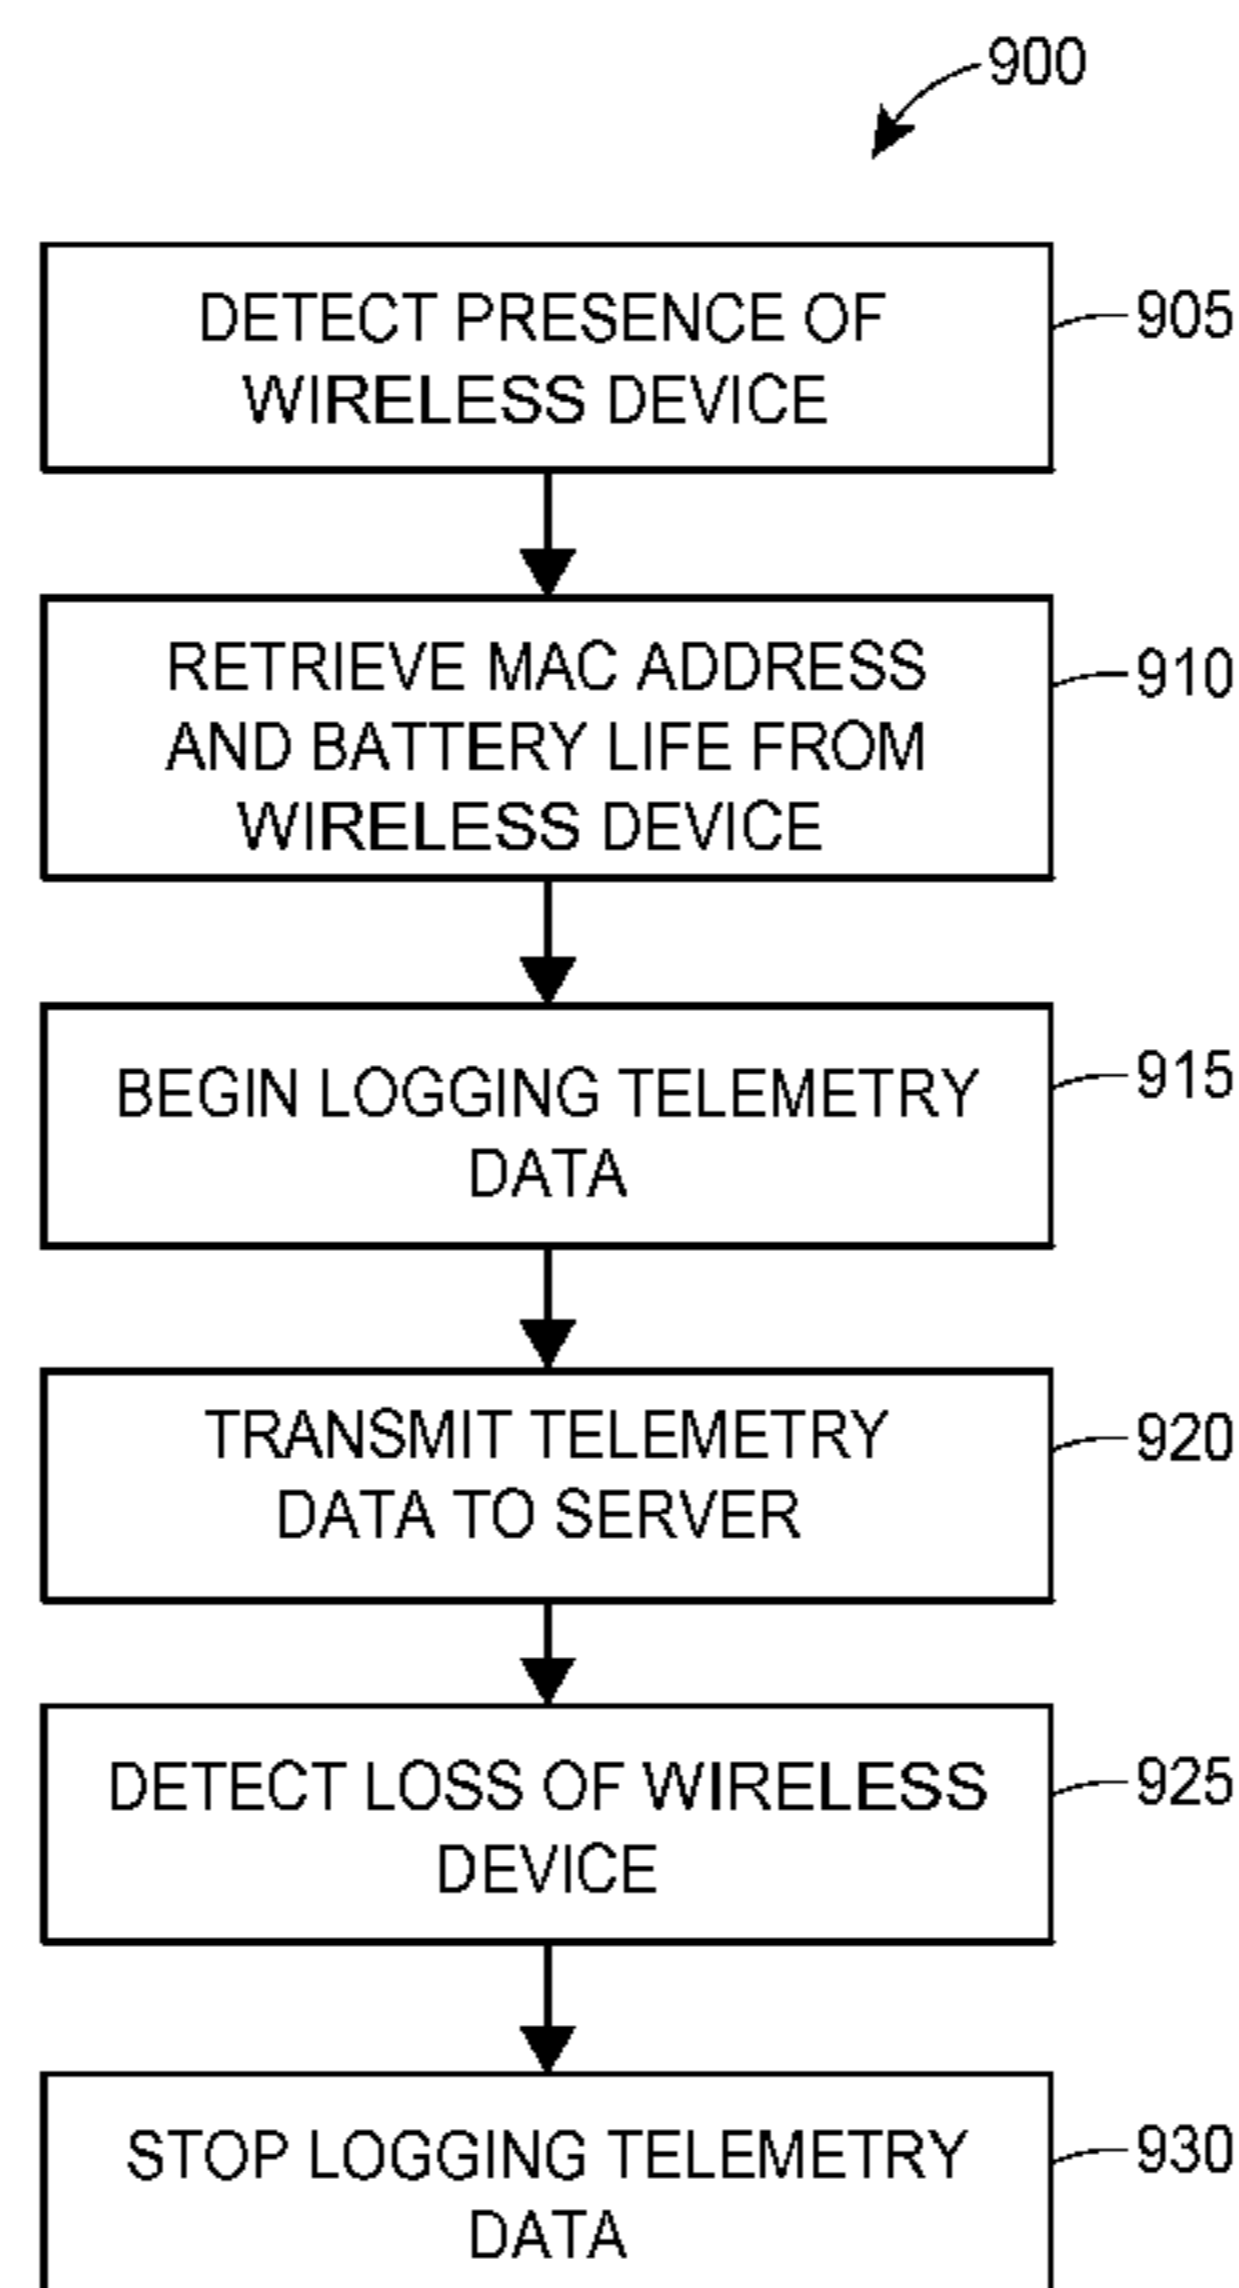 900
DETECT PRESENCE OF
WIRELESS DEVICE
905
RETRIEVE MAC ADDRESS
AND BATTERY LIFE FROM
WIRELESS DEVICE
910
BEGIN LOGGING TELEMETRY
DATA
915
TRANSMIT TELEMETRY
DATA TO SERVER
920
DETECT LOSS OF WIRELESS
DEVICE
925
STOP LOGGING TELEMETRY
DATA
930